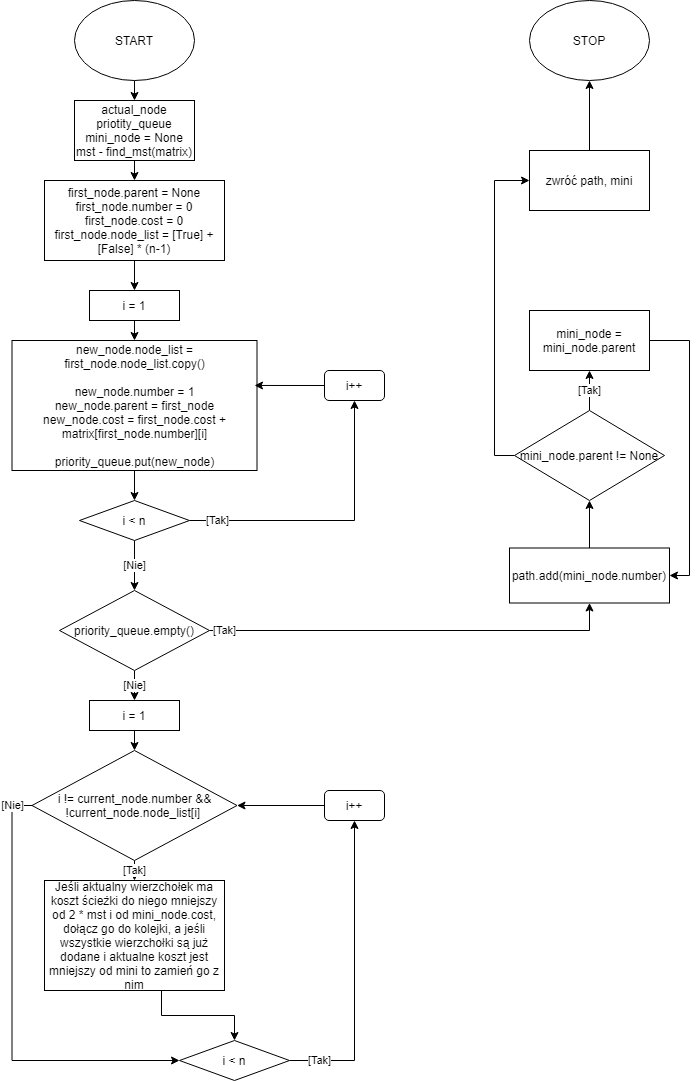 START
actual_node
priotity_queue
mini_node = None
mst - find_mst(matrix)
first_node.parent = None
first_node.number = 0
first_node.cost = 0
first_node.node_list = [True] +
[False] * (n-1)
i = 1
new_node.node_list =
first_node.node_list.copy()
new_node.number = 1
new_node.parent = first_node
new_node.cost = first_node.cost +
matrix[first_node.number][i]
priority_queue.put(new_node)
i++
i < n
[Tak]
[Nie]
priority_queue.empty()
[Tak]
[Nie]
i = 1
i != current_node.number &&
!current_node.node_list[i]
[Nie]
i++
[Tak]
Jeśli aktualny wierzchołek ma
koszt ścieżki do niego mniejszy
od 2 * mst i od mini_node.cost,
dołącz go do kolejki, a jeśli
wszystkie wierzchołki są już
dodane i aktualne koszt jest
mniejszy od mini to zamień go z
nim
i < n
[Tak]
STOP
zwróć path, mini
mini_node =
mini_node.parent
[Tak]
mini_node.parent != None
path.add(mini_node.number)